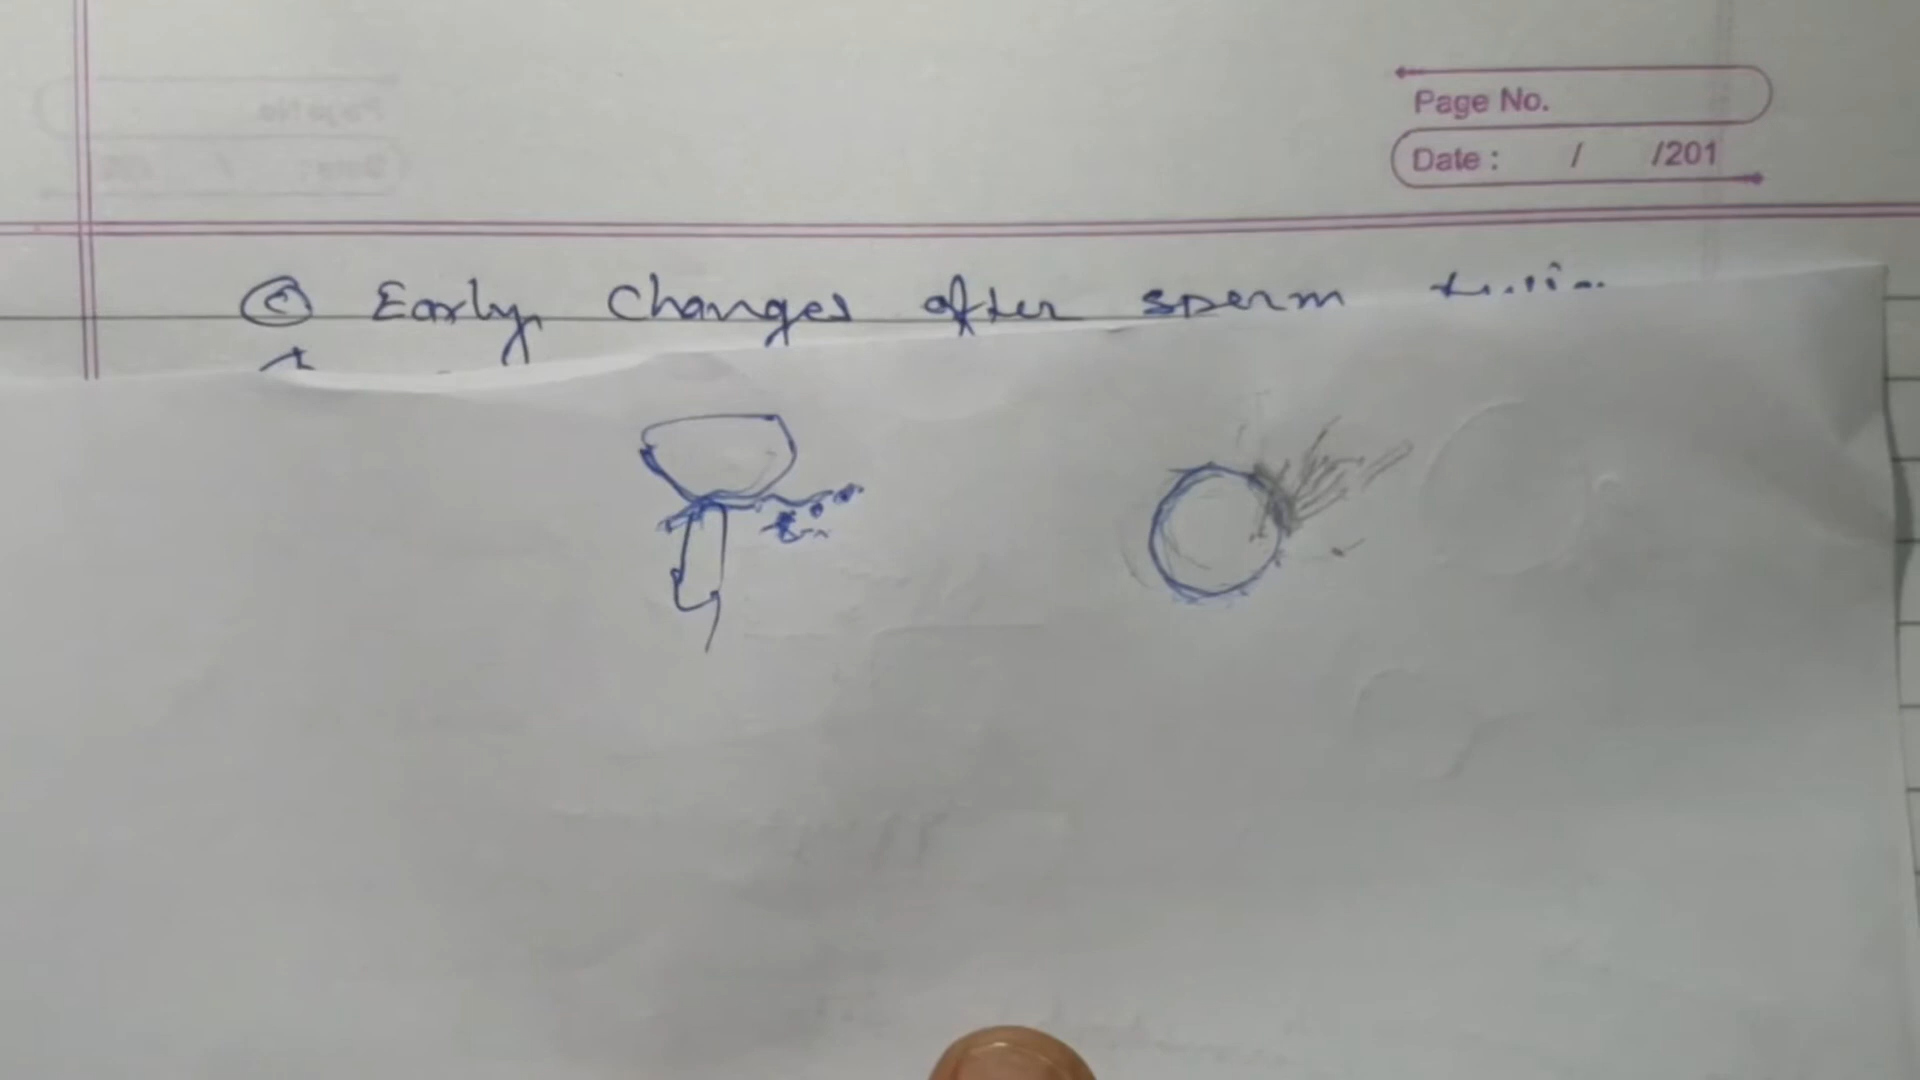 Page No.
Date : / /201
© Early Changes after sperm